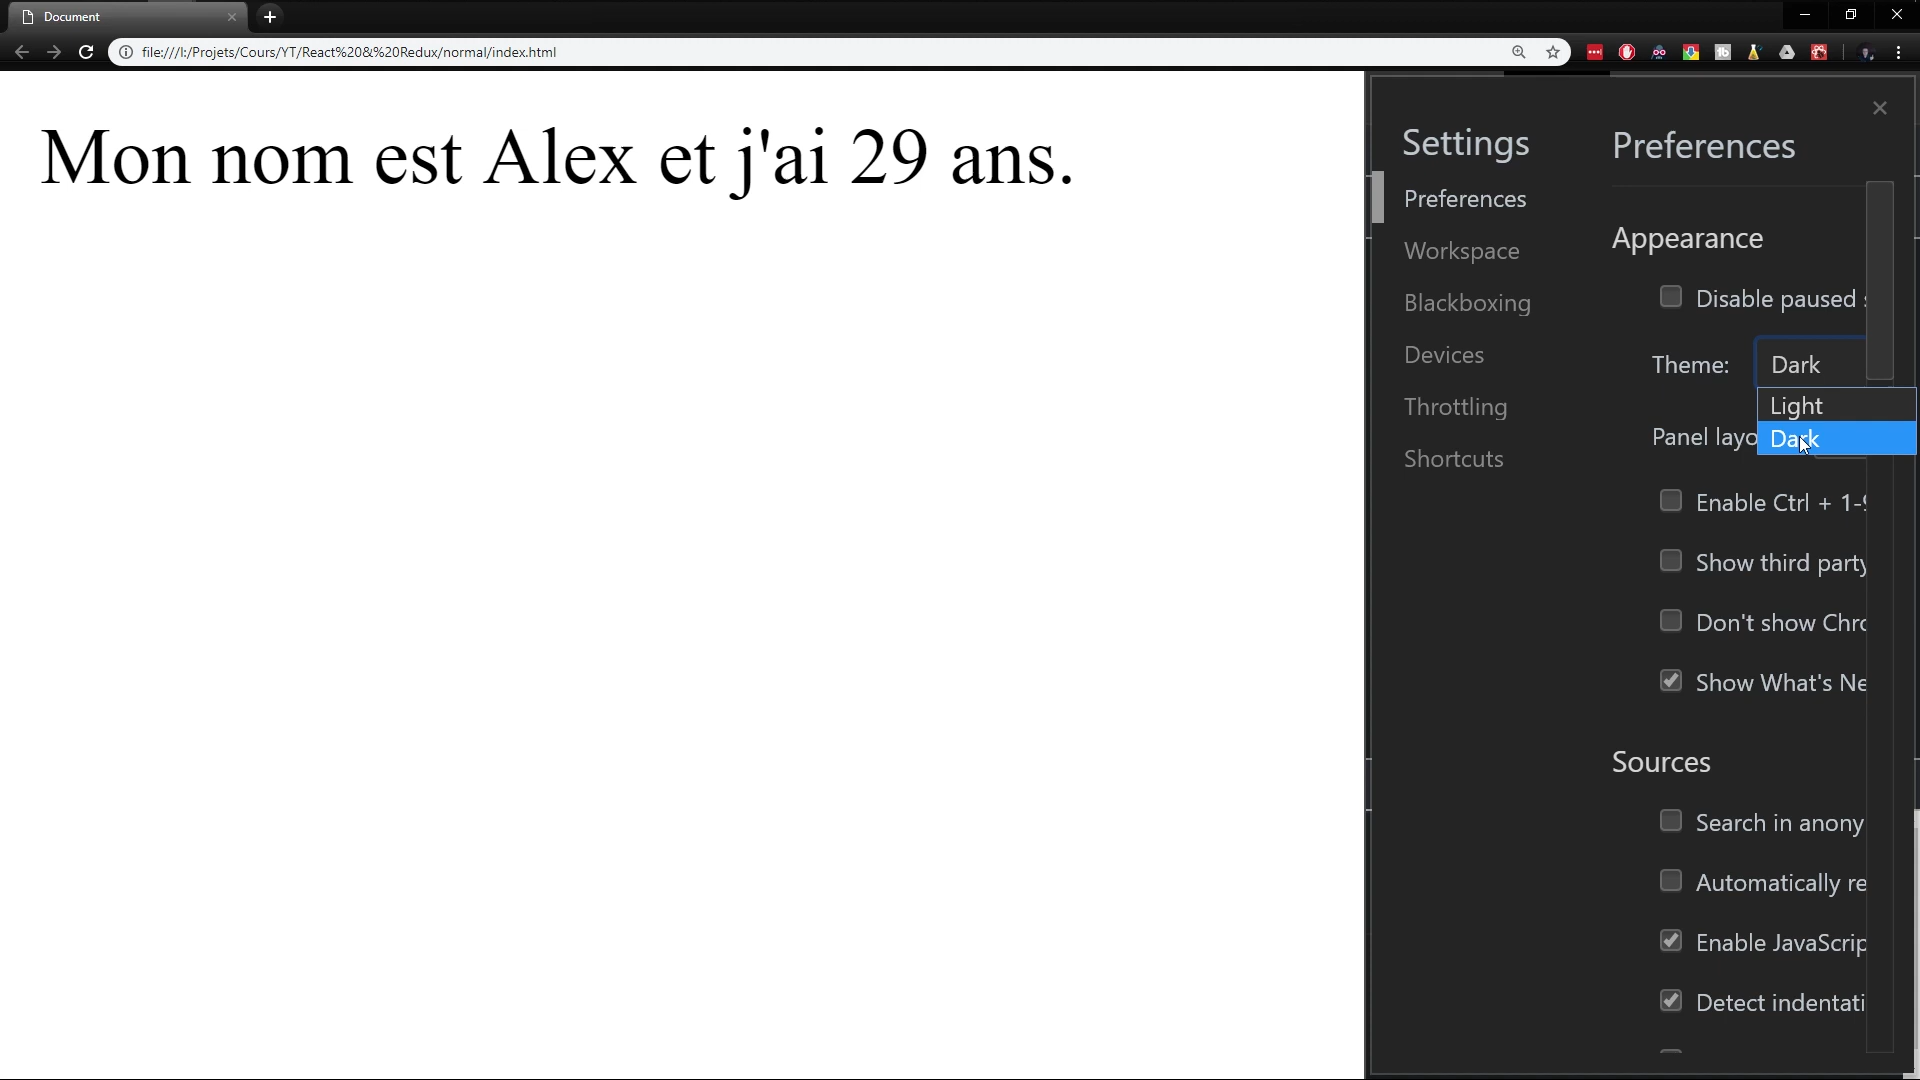 Document
file:///I:/Projets/Cours/YT/React%20&%20Redux/normal/index.html
Mon nom est Alex et j'ai 29 ans.
Settings
Preferences
Workspace
Blackboxing
Devices
Throttling
Shortcuts
Preferences
Appearance
Disable paused
Theme: Dark
Light
Dark
Panel layo
Enable Ctrl + 1-9
Show third party
Don't show Chro
Show What's Ne
Sources
Search in anony
Automatically re
Enable JavaScrip
Detect indentati